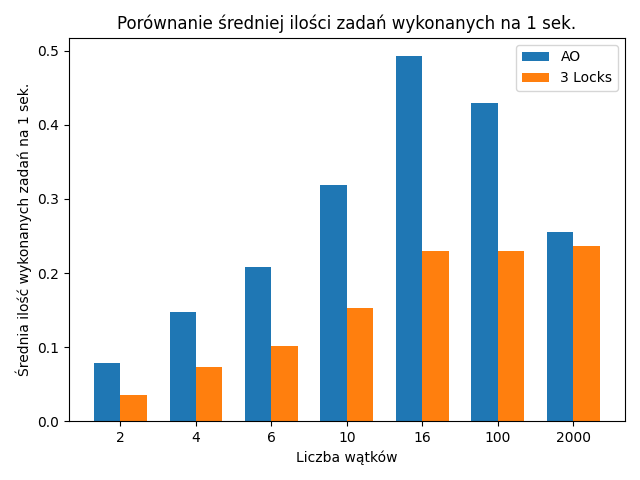 Porównanie średniej ilości zadań wykonanych na 1 sek.
AO
3 Locks
Średnia ilość wykonanych zadań na 1 sek.
0.5
0.4
0.3
0.2
0.1
0.0
2 4 6 10 16 100 2000
Liczba wątków